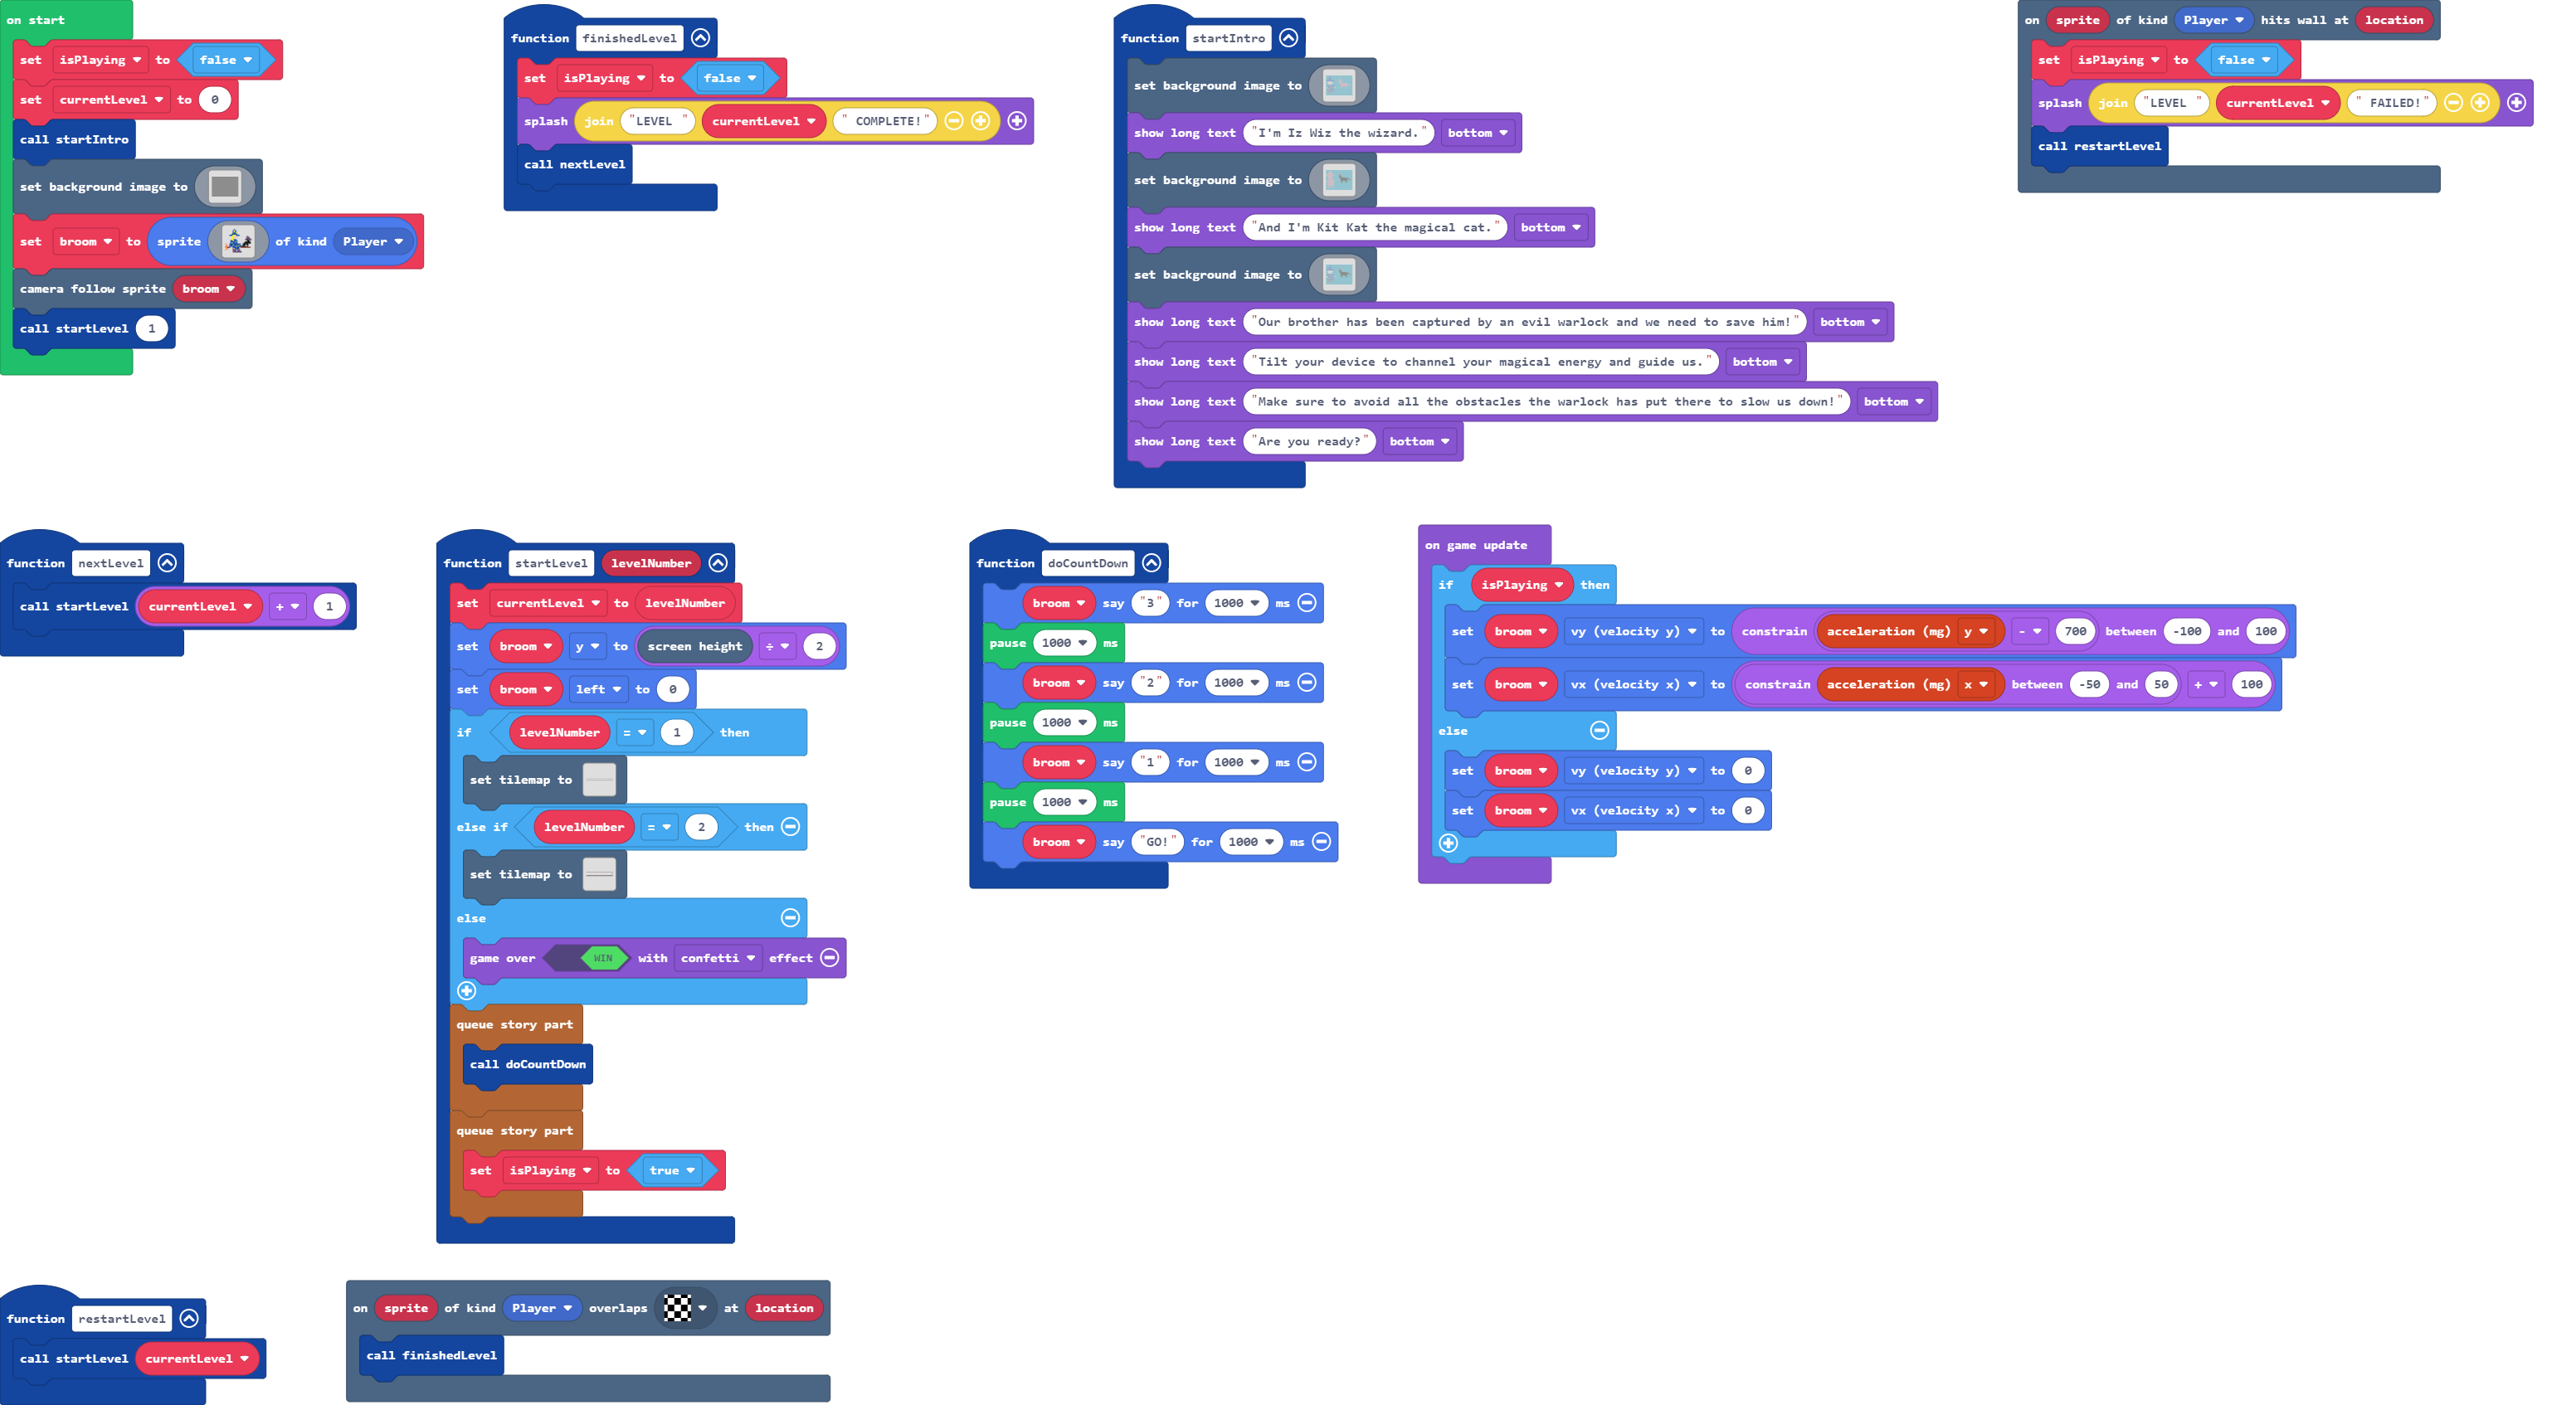 on start
set isPlaying to false
set currentLevel to 0
call startIntro
set background image to
set broom to sprite of kind Player
camera follow sprite broom
call startLevel 1
function finishedLevel
set isPlaying to false
splash join "LEVEL " currentLevel " COMPLETE!"
call nextLevel
function startIntro
set background image to
show long text "I'm Iz Wiz the wizard." bottom
set background image to
show long text "And I'm Kit Kat the magical cat." bottom
set background image to
show long text "Our brother has been captured by an evil warlock and we need to save him!" bottom
show long text "Tilt your device to channel your magical energy and guide us." bottom
show long text "Make sure to avoid all the obstacles the warlock has put there to slow us down!" bottom
show long text "Are you ready?" bottom
on sprite of kind Player hits wall at location
set isPlaying to false
splash join "LEVEL " currentLevel " FAILED!"
call restartLevel
function nextLevel
call startLevel currentLevel + 1
function startLevel levelNumber
set currentLevel to levelNumber
set broom y to screen height ÷ 2
set broom left to 0
if levelNumber = 1 then
set tilemap to
else if levelNumber = 2 then
set tilemap to
else
game over WIN with confetti effect
queue story part
call doCountDown
queue story part
set isPlaying to true
function doCountDown
broom say "3" for 1000 ms
pause 1000 ms
broom say "2" for 1000 ms
pause 1000 ms
broom say "1" for 1000 ms
pause 1000 ms
broom say "GO!" for 1000 ms
on game update
if isPlaying then
set broom vy (velocity y) to constrain acceleration (mg) y - 700 between -100 and 100
set broom vx (velocity x) to constrain acceleration (mg) x between -50 and 50 + 100
else
set broom vy (velocity y) to 0
set broom vx (velocity x) to 0
function restartLevel
call startLevel currentLevel
on sprite of kind Player overlaps at location
call finishedLevel